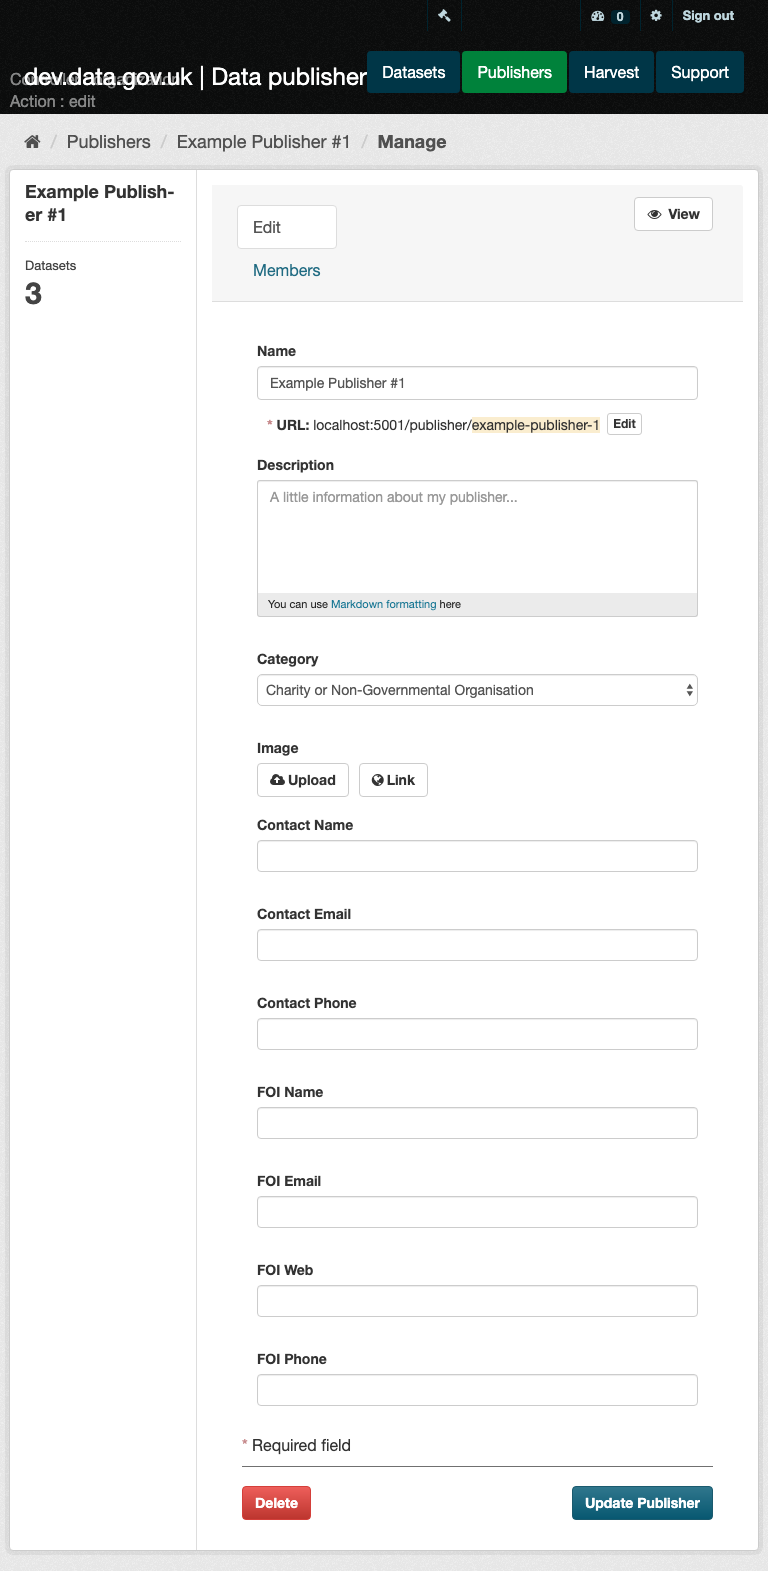 0
Sign out
Controller : organization
dev.data.gov.uk | Data publisher
Datasets
Publishers
Harvest
Support
Action : edit
/ Publishers / Example Publisher #1 / Manage
Example Publish-
er #1
Datasets
3
Edit
View
Members
Name
Example Publisher #1
* URL: localhost:5001/publisher/example-publisher-1 Edit
Description
A little information about my publisher...
You can use Markdown formatting here
Category
Charity or Non-Governmental Organisation
Image
Upload
Link
Contact Name
Contact Email
Contact Phone
FOI Name
FOI Email
FOI Web
FOI Phone
* Required field
Delete
Update Publisher